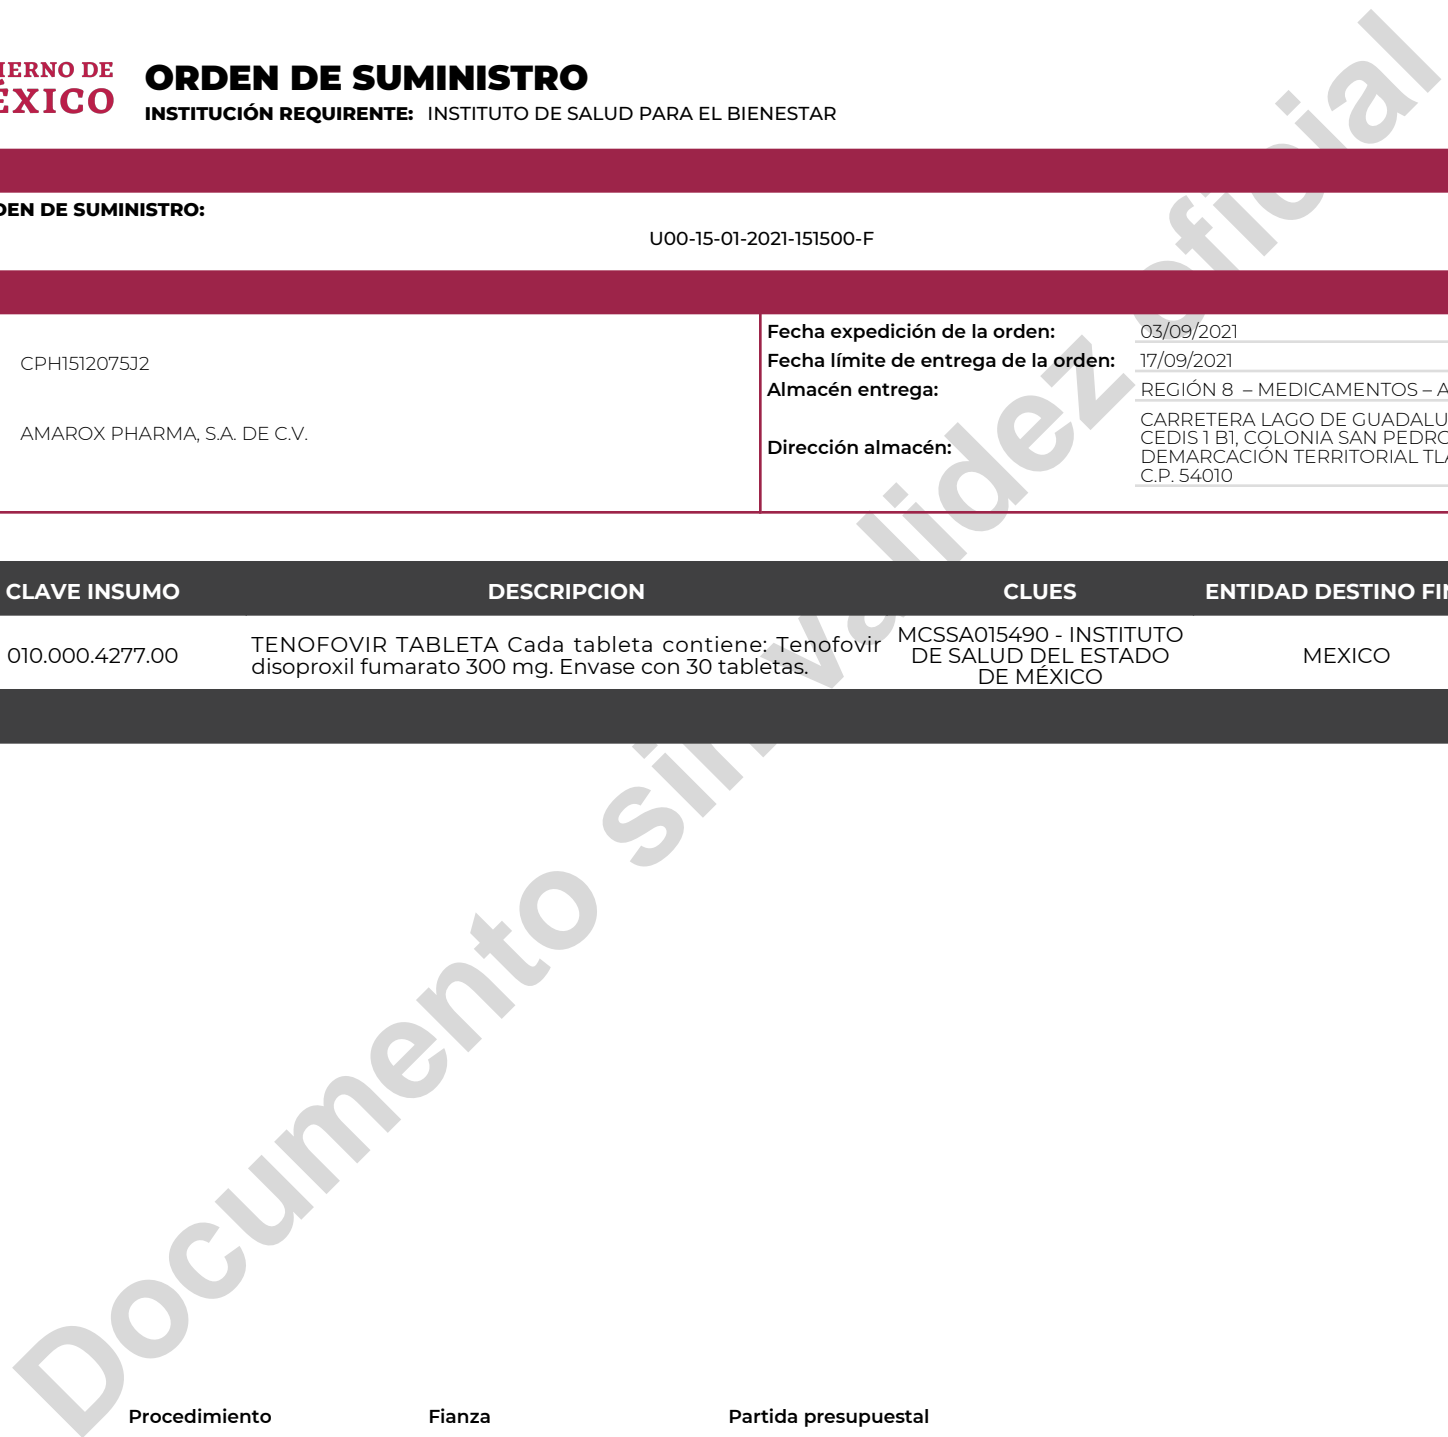 IERNO DE
ÉXICO
ORDEN DE SUMINISTRO
INSTITUCIÓN REQUIRENTE: INSTITUTO DE SALUD PARA EL BIENESTAR
DEN DE SUMINISTRO:
U00-15-01-2021-151500-F
CPH1512075J2
AMAROX PHARMA, S.A. DE C.V.
Fecha expedición de la orden: 03/09/2021
Fecha límite de entrega de la orden: 17/09/2021
Almacén entrega: REGIÓN 8 – MEDICAMENTOS – A
Dirección almacén:
CARRETERA LAGO DE GUADALU
CEDIS 1 B1, COLONIA SAN PEDRO
DEMARCACIÓN TERRITORIAL TLA
C.P. 54010
CLAVE INSUMO DESCRIPCION CLUES ENTIDAD DESTINO FIN
010.000.4277.00
TENOFOVIR TABLETA Cada tableta contiene: Tenofovir
disoproxil fumarato 300 mg. Envase con 30 tabletas.
MCSSA015490 - INSTITUTO
DE SALUD DEL ESTADO
DE MÉXICO
MEXICO
Procedimiento Fianza Partida presupuestal
Documento sin validez oficial